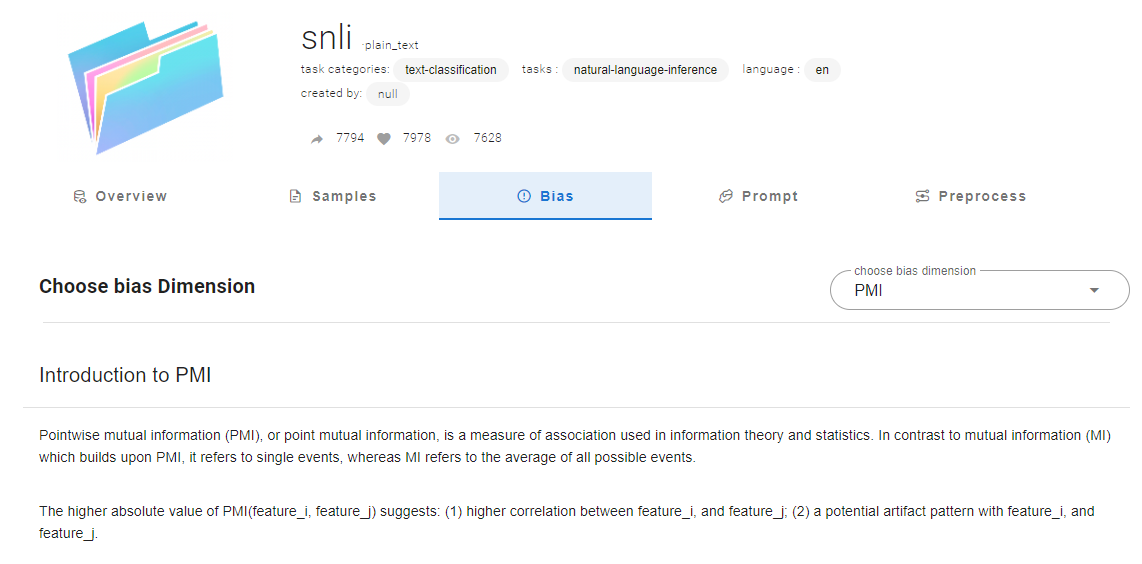 snli ·plain_text
task categories: text-classification tasks : natural-language-inference language : en
created by: null
7794 7978 7628
Overview Samples Bias Prompt Preprocess
choose bias dimension
Choose bias Dimension PMI
Introduction to PMI
Pointwise mutual information (PMI), or point mutual information, is a measure of association used in information theory and statistics. In contrast to mutual information (MI)
which builds upon PMI, it refers to single events, whereas MI refers to the average of all possible events.
The higher absolute value of PMI(feature_i, feature_j) suggests: (1) higher correlation between feature_i, and feature_j; (2) a potential artifact pattern with feature_i, and
feature_j.